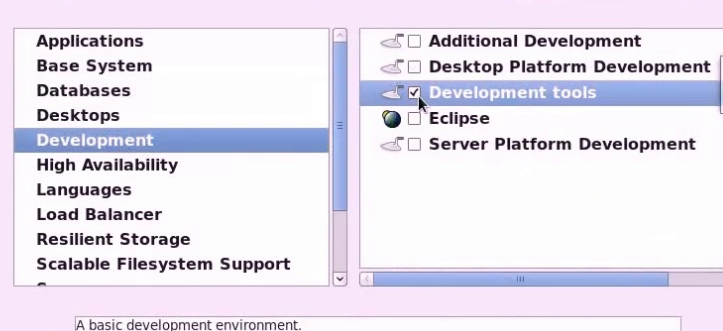 Applications
Base System
Databases
Desktops
Development
High Availability
Languages
Load Balancer
Resilient Storage
Scalable Filesystem Support
Additional Development
Desktop Platform Development
Development tools
Eclipse
Server Platform Development
A basic development environment.